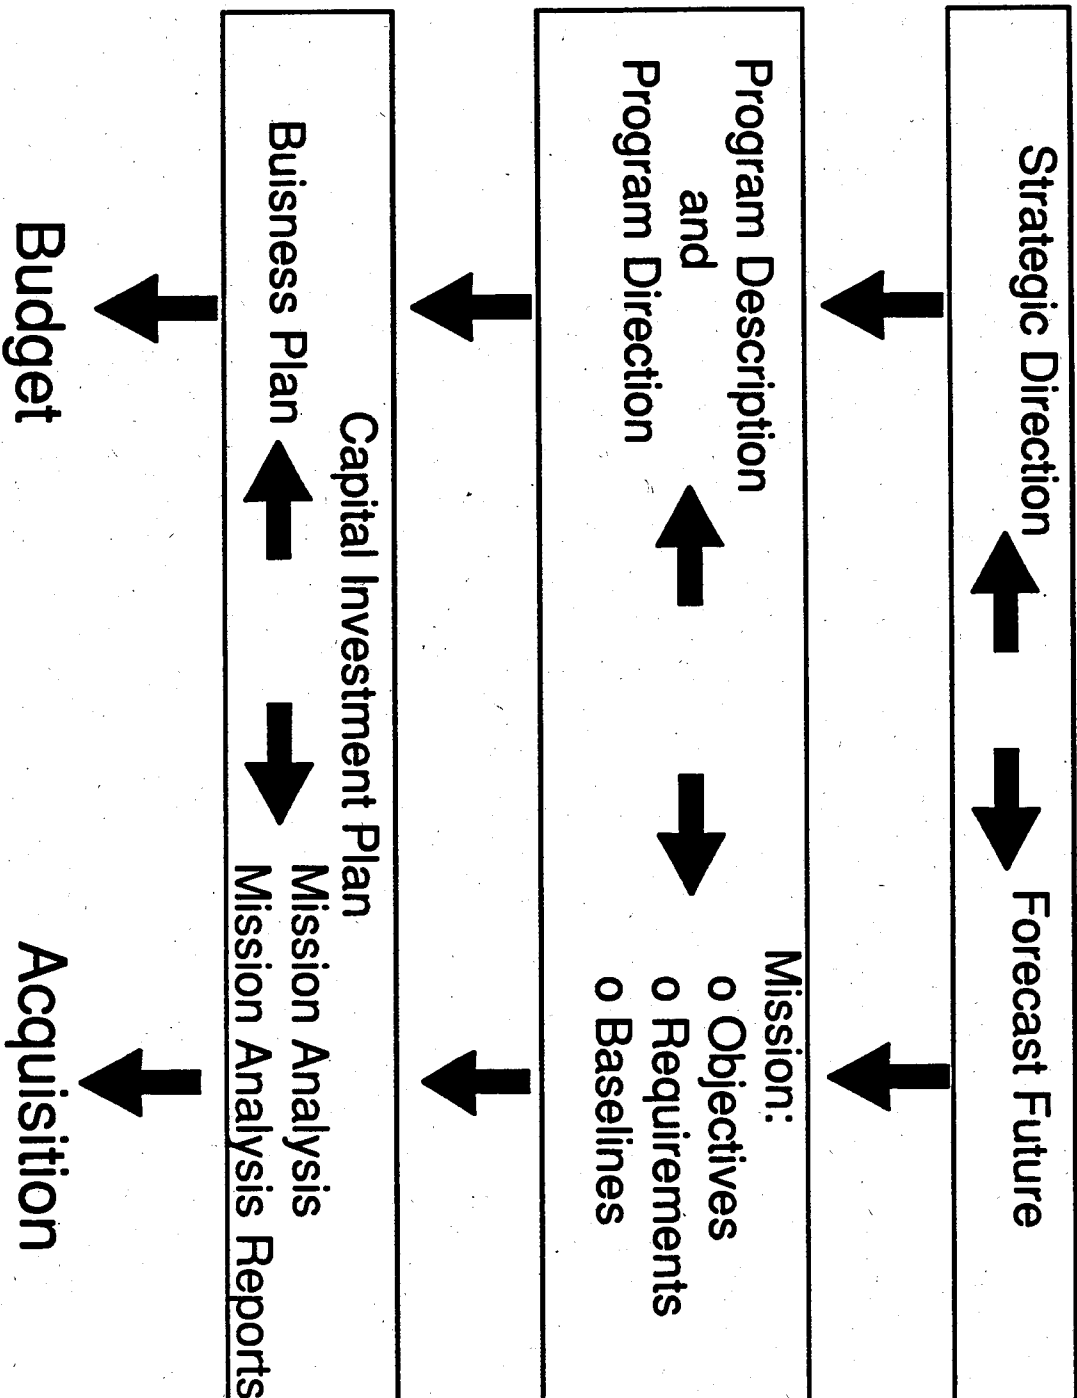 Strategic Direction
Forecast Future
Program Description
and
Program Direction
Mission:
o Objectives
o Requirements
o Baselines
Capital Investment Plan
Buisness Plan
Mission Analysis
Mission Analysis Reports
Budget
Acquisition